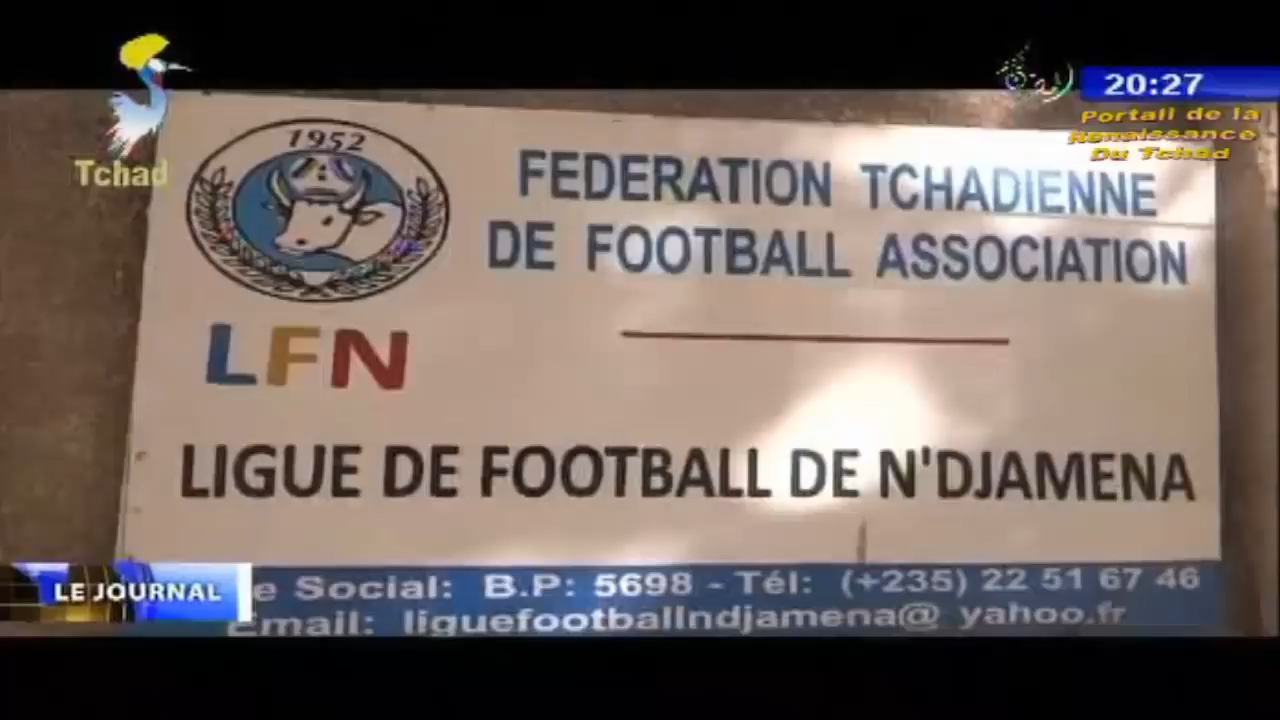 20:27
Portail de la
Renaissance
Du Tchad
Tchad
1952
FEDERATION TCHADIENNE
DE FOOTBALL ASSOCIATION
LFN
LIGUE DE FOOTBALL DE N'DJAMENA
LE JOURNAL
e Social: B.P: 5698 - Tél: (+235) 22 51 67 46
Email: liguefootballndjamena@ yahoo.fr